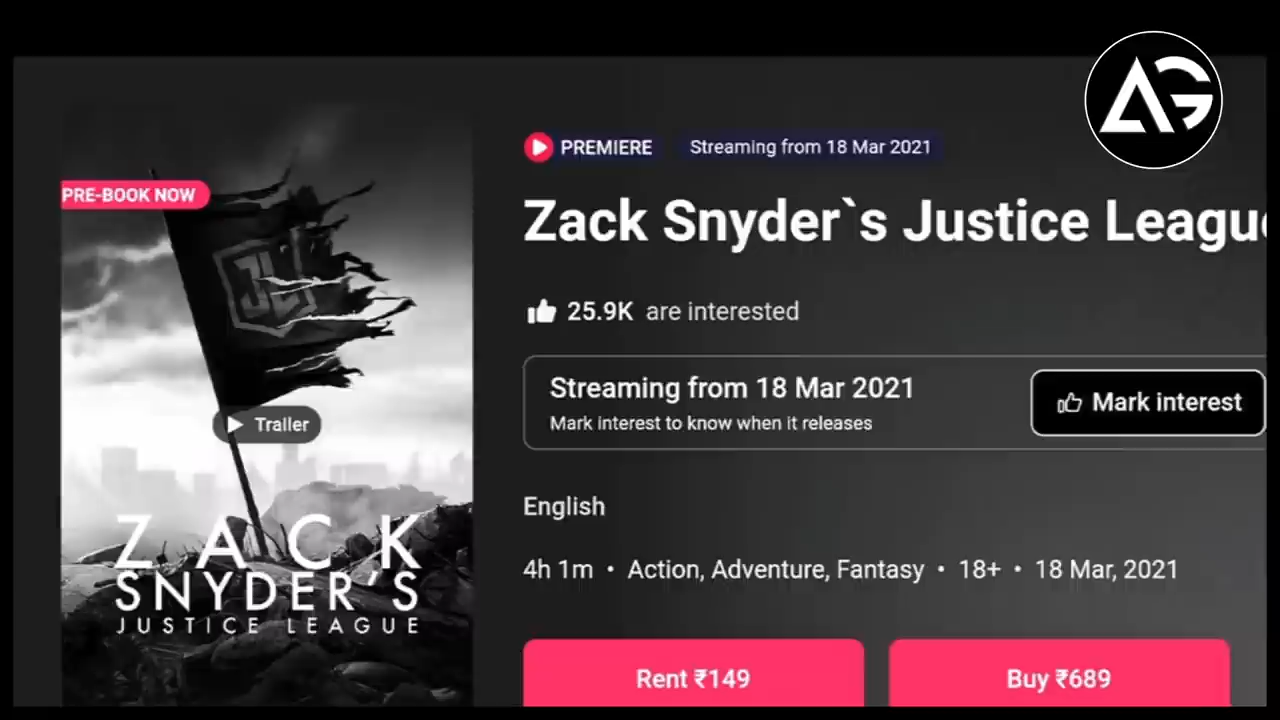 AG
PREMIERE Streaming from 18 Mar 2021
PRE-BOOK NOW
Zack Snyder`s Justice Leagu
25.9K are interested
Streaming from 18 Mar 2021
Mark interest to know when it releases
Mark interest
JL
Trailer
English
4h 1m • Action, Adventure, Fantasy • 18+ • 18 Mar, 2021
ZACK
SNYDER'S
JUSTICE LEAGUE
Rent ₹149
Buy ₹689